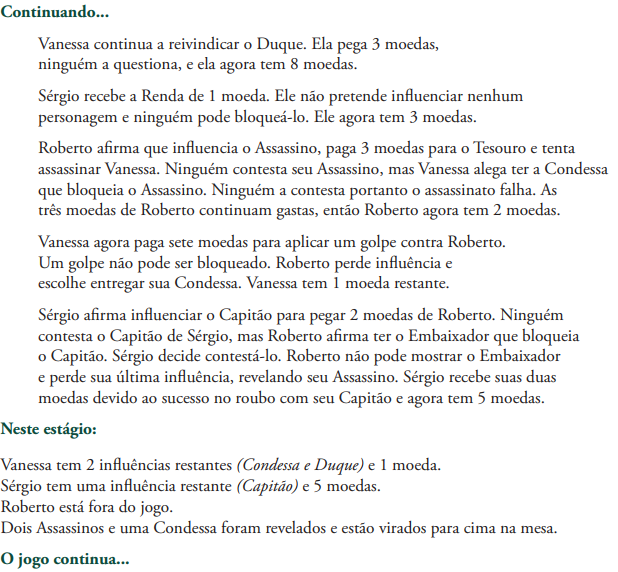 Continuando...
Vanessa continua a reivindicar o Duque. Ela pega 3 moedas,
ninguém a questiona, e ela agora tem 8 moedas.
Sérgio recebe a Renda de 1 moeda. Ele não pretende influenciar nenhum
personagem e ninguém pode bloqueá-lo. Ele agora tem 3 moedas.
Roberto afirma que influencia o Assassino, paga 3 moedas para o Tesouro e tenta
assassinar Vanessa. Ninguém contesta seu Assassino, mas Vanessa alega ter a Condessa
que bloqueia o Assassino. Ninguém a contesta portanto o assassinato falha. As
três moedas de Roberto continuam gastas, então Roberto agora tem 2 moedas.
Vanessa agora paga sete moedas para aplicar um golpe contra Roberto.
Um golpe não pode ser bloqueado. Roberto perde influência e
escolhe entregar sua Condessa. Vanessa tem 1 moeda restante.
Sérgio afirma influenciar o Capitão para pegar 2 moedas de Roberto. Ninguém
contesta o Capitão de Sérgio, mas Roberto afirma ter o Embaixador que bloqueia
o Capitão. Sérgio decide contestá-lo. Roberto não pode mostrar o Embaixador
e perde sua última influência, revelando seu Assassino. Sérgio recebe suas duas
moedas devido ao sucesso no roubo com seu Capitão e agora tem 5 moedas.
Neste estágio:
Vanessa tem 2 influências restantes (Condessa e Duque) e 1 moeda.
Sérgio tem uma influência restante (Capitão) e 5 moedas.
Roberto está fora do jogo.
Dois Assassinos e uma Condessa foram revelados e estão virados para cima na mesa.
O jogo continua...